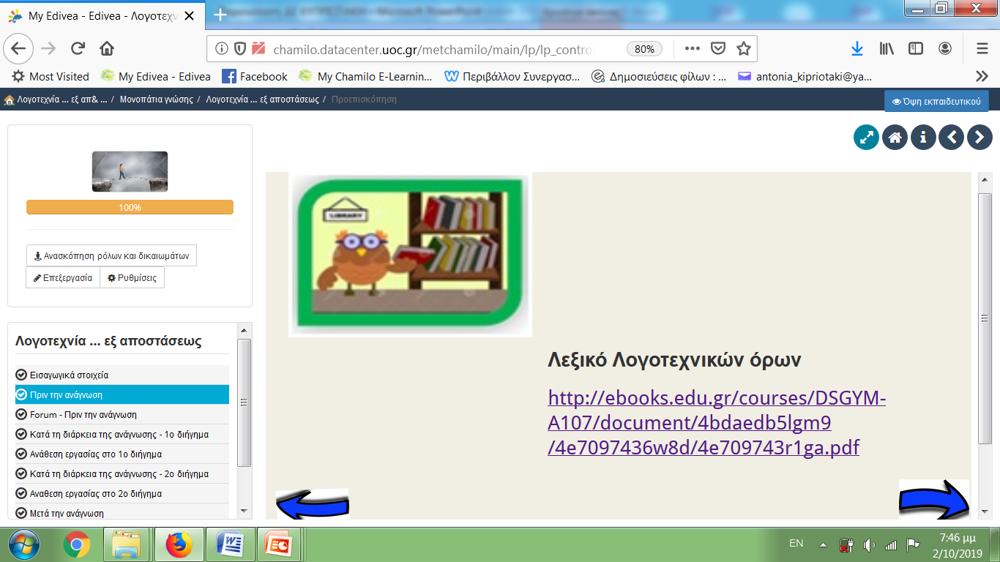 My Edivea - Edivea - Λογοτεχν
chamilo.datacenter.uoc.gr/metchamilo/main/lp/lp_contro
80%
Most Visited
My Edivea - Edivea
Facebook
My Chamilo E-Learnin...
Περιβάλλον Συνεργασ...
Δημοσιεύσεις φίλων : ...
antonia_kipriotaki@ya...
Λογοτεχνία ... εξ απ& ... / Μονοπάτια γνώσης / Λογοτεχνία ... εξ αποστάσεως / Προεπισκόπηση
Όψη εκπαιδευτικού
100%
Ανασκόπηση ρόλων και δικαιωμάτων
Επεξεργασία
Ρυθμίσεις
Λογοτεχνία ... εξ αποστάσεως
Εισαγωγικά στοιχεία
Πριν την ανάγνωση
Forum - Πριν την ανάγνωση
Κατά τη διάρκεια της ανάγνωσης - 1ο διήγημα
Ανάθεση εργασίας στο 1ο διήγημα
Κατά τη διάρκεια της ανάγνωσης - 2ο διήγημα
Αναθεση εργασίας στο 2ο διήγημα
Μετά την ανάγνωση
LIBRARY
Λεξικό Λογοτεχνικών όρων
http://ebooks.edu.gr/courses/DSGYM-
A107/document/4bdaedb5lgm9
/4e7097436w8d/4e709743r1ga.pdf
EN
7:46 μμ
2/10/2019